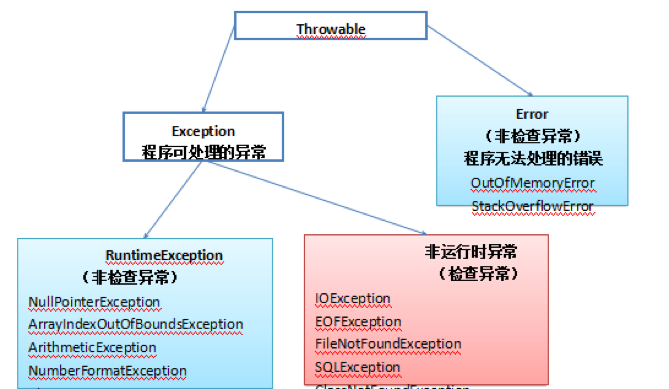 Throwable
Exception
程序可处理的异常
Error
（非检查异常）
程序无法处理的错误
OutOfMemoryError
StackOverflowError
RuntimeException
（非检查异常）
NullPointerException
ArrayIndexOutOfBoundsException
ArithmeticException
NumberFormatException
非运行时异常
（检查异常）
IOException
EOFException
FileNotFoundException
SQLException
ClassNotFoundException